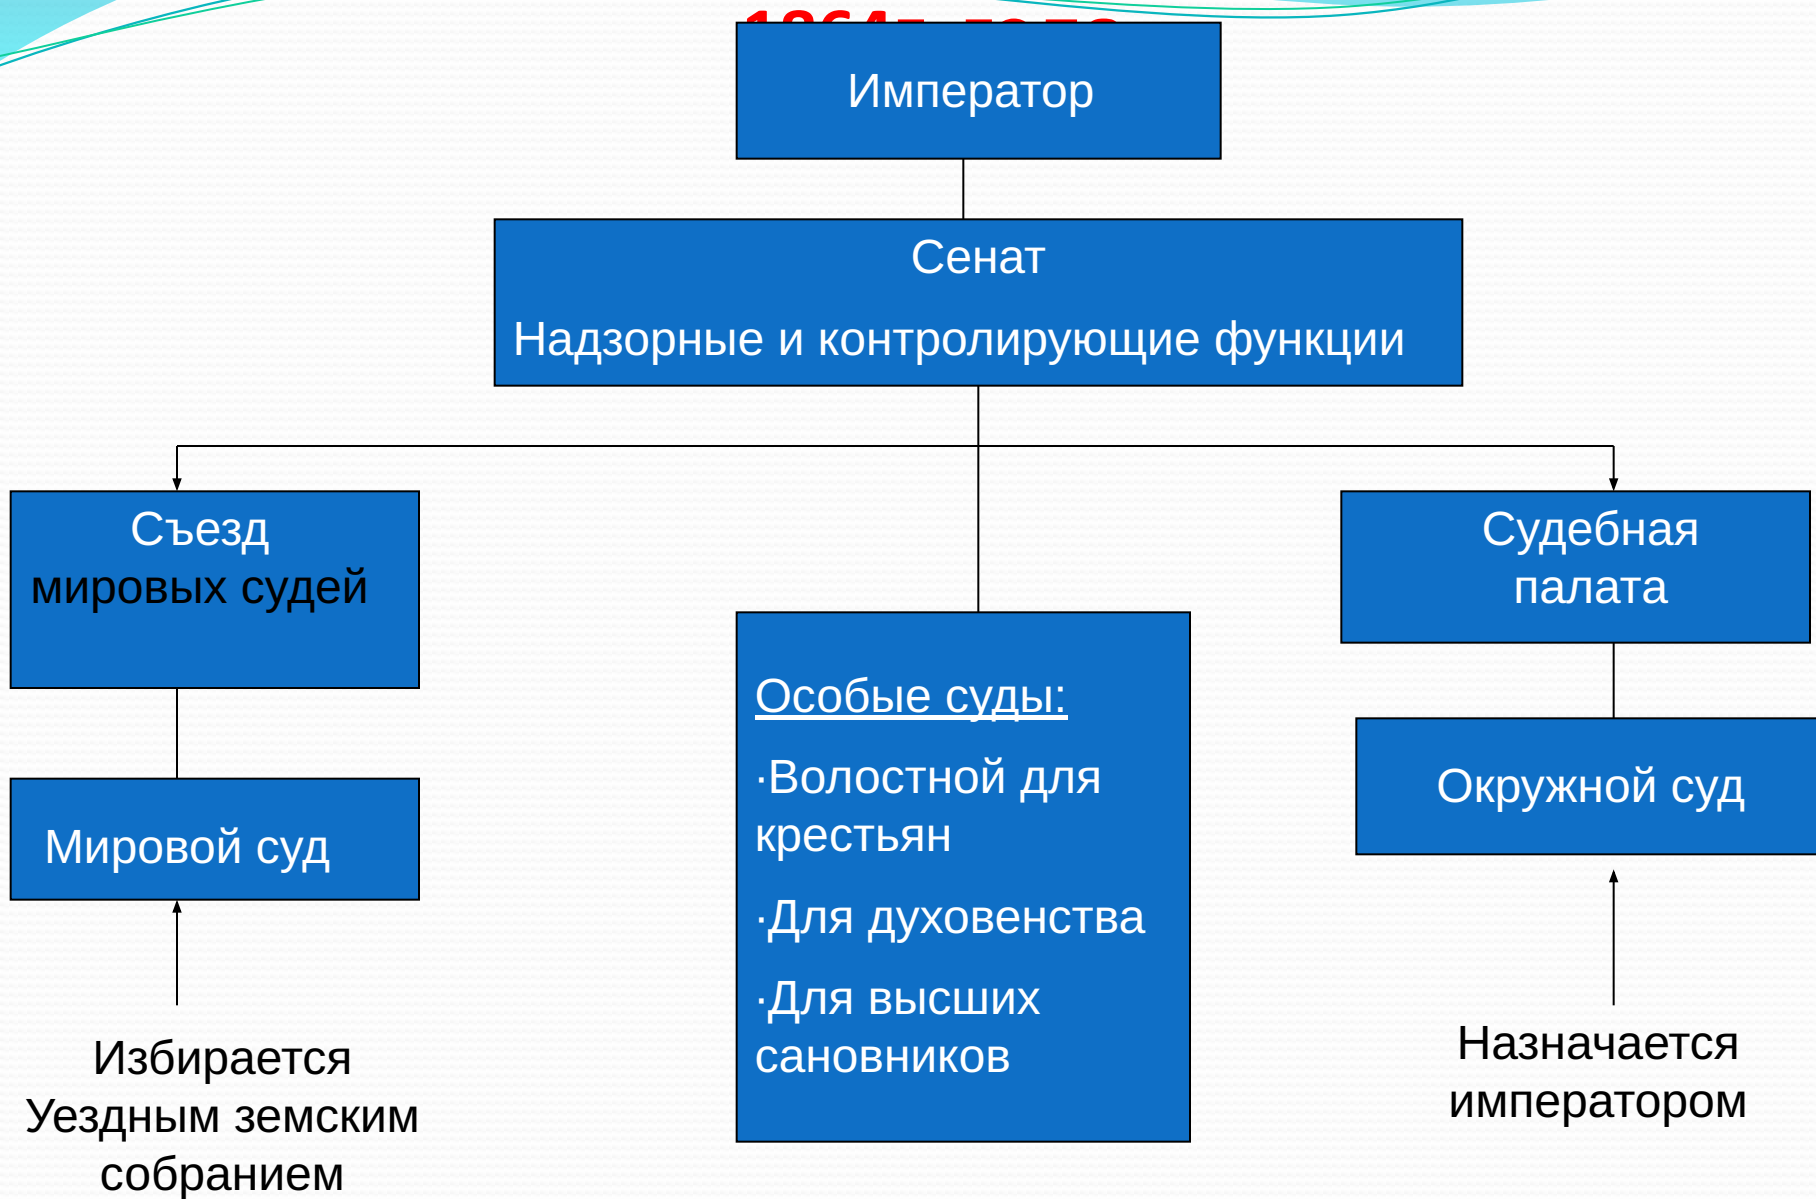 Император
Сенат
Надзорные и контролирующие функции
Съезд
мировых судей
Судебная
палата
Особые суды:
·Волостной для
крестьян
·Для духовенства
·Для высших
сановников
Мировой суд
Окружной суд
Избирается
Уездным земским
собранием
Назначается
императором